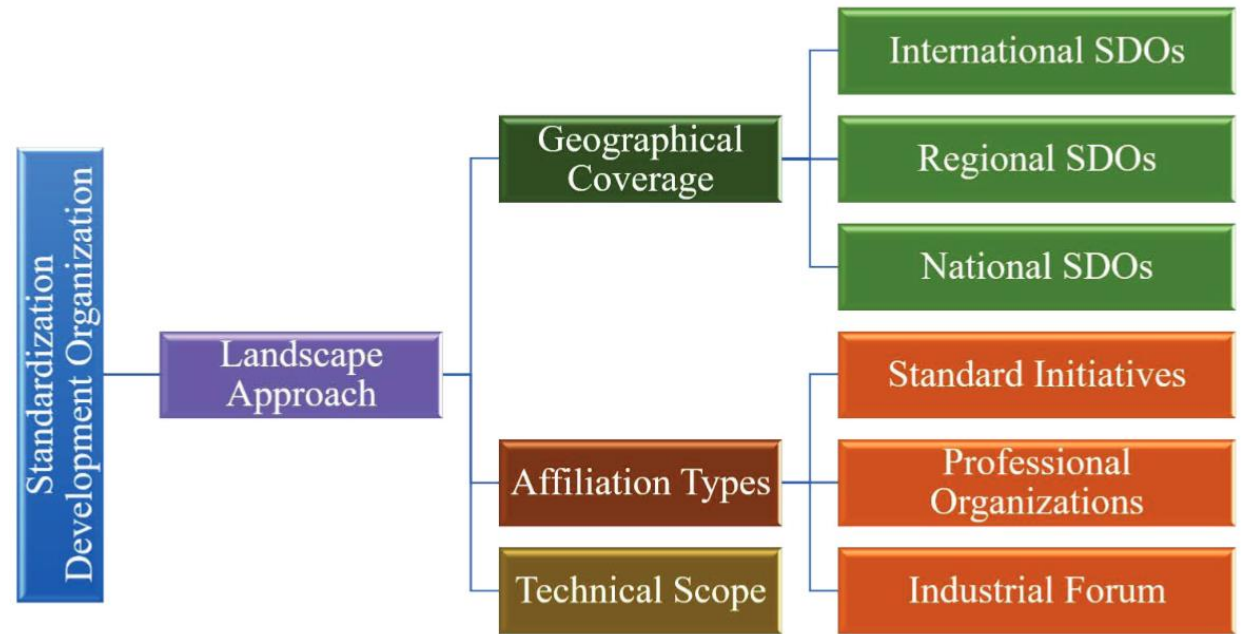 Standardization
Development Organization
Landscape
Approach
Geographical
Coverage
International SDOs
Regional SDOs
National SDOs
Affiliation Types
Standard Initiatives
Professional
Organizations
Industrial Forum
Technical Scope